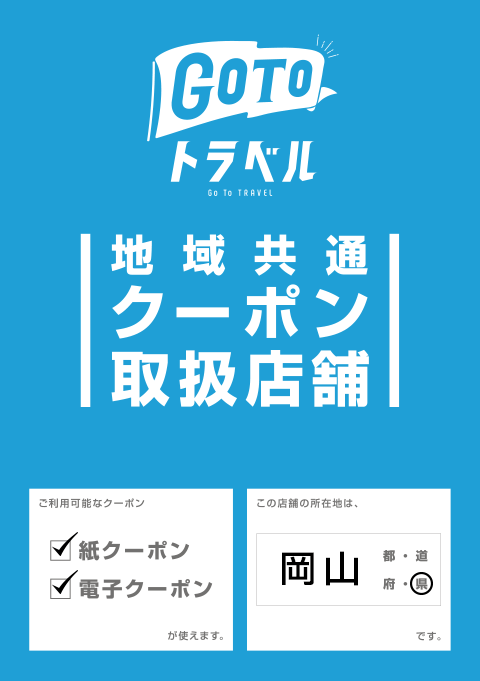 GOTO
トラベル
Go To TRAVEL
地域共通
クーポン
取扱店舗
ご利用可能なクーポン
紙クーポン
電子クーポン
が使えます。
この店舗の所在地は、
岡山
都・道
府・県
です。